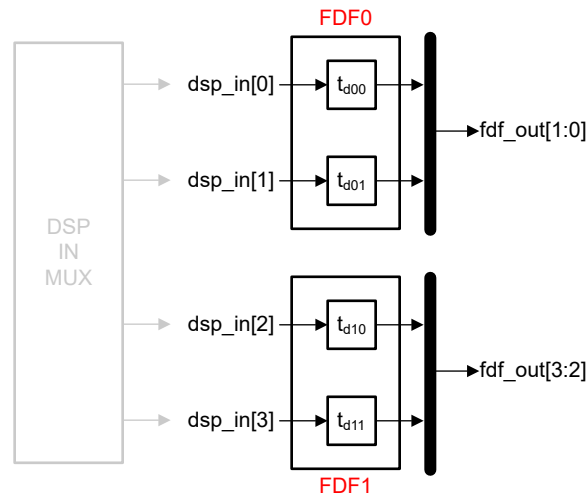 FDF0
dsp_in[0]
td00
dsp_in[1]
td01
fdf_out[1:0]
DSP
IN
MUX
dsp_in[2]
td10
dsp_in[3]
td11
fdf_out[3:2]
FDF1